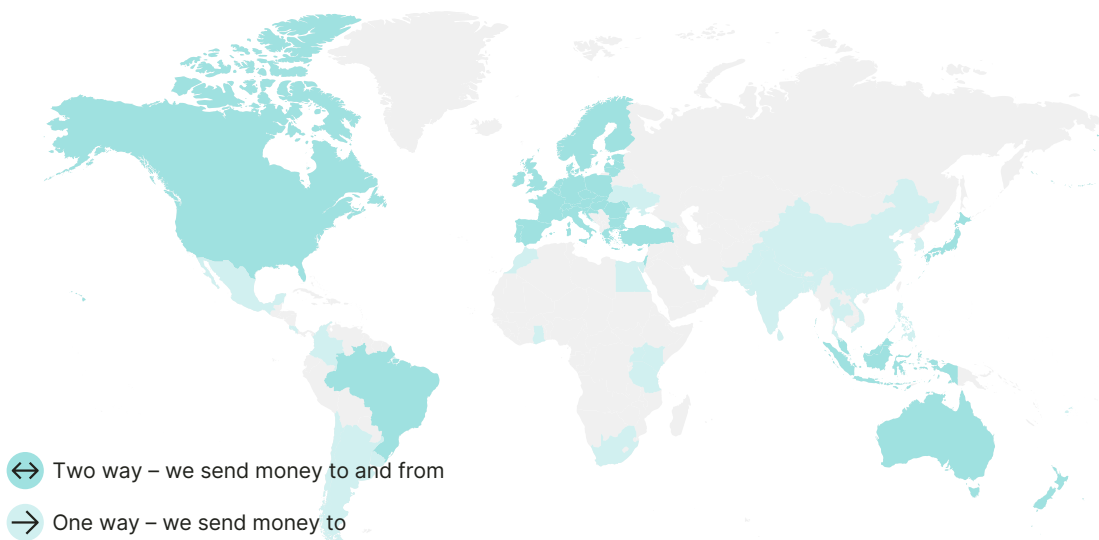 Two way – we send money to and from
One way – we send money to